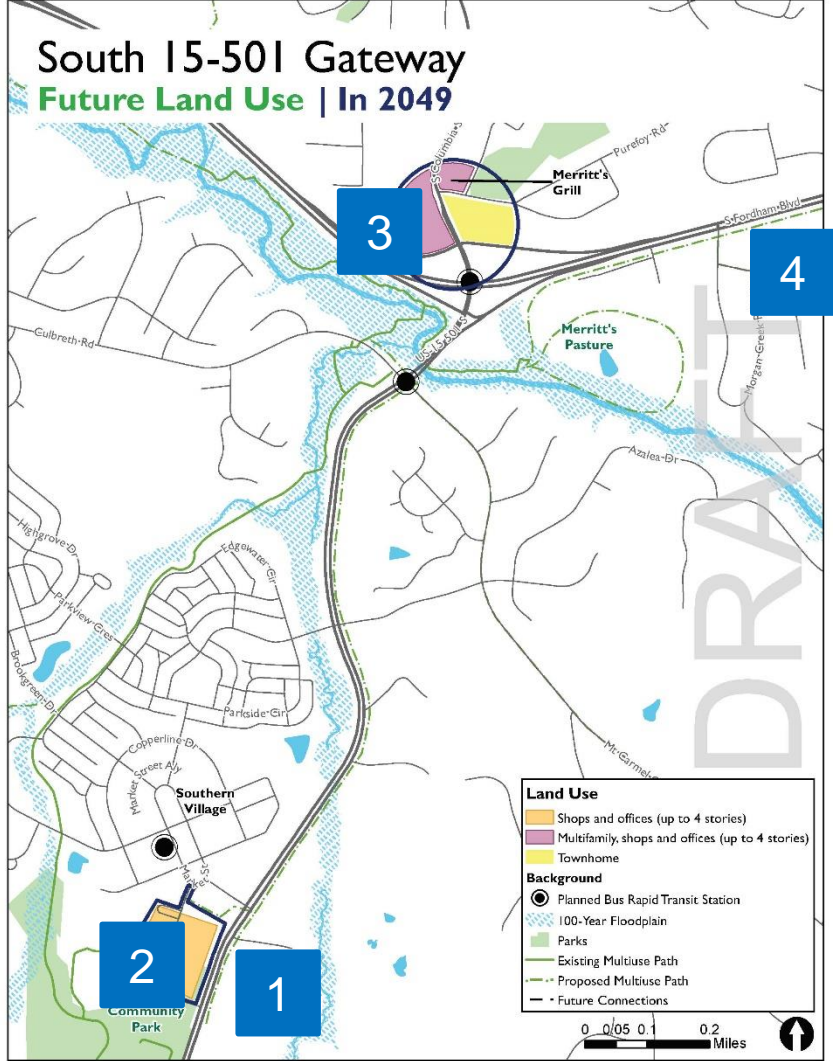 South 15-501 Gateway
Future Land Use | In 2049
S Columbia S
Purefoy Rd
Merritt's
Grill
3
S Fordham Blvd
4
Culbreth Rd
US 15 501 S
Merritt's
Pasture
Morgan Creek R
Azalea Dr
DRAFT
Highgrove Dr
Edgewater Cir
Parkview Cres
Brookgreen Dr
Parkside Cir
Copperline Dr
Market Street Aly
Southern
Village
Mt Carmel
Market St
2
1
Community
Park
Land Use
Shops and offices (up to 4 stories)
Multifamily, shops and offices (up to 4 stories)
Townhome
Background
Planned Bus Rapid Transit Station
100-Year Floodplain
Parks
Existing Multiuse Path
Proposed Multiuse Path
Future Connections
0 0.05 0.1 0.2
Miles